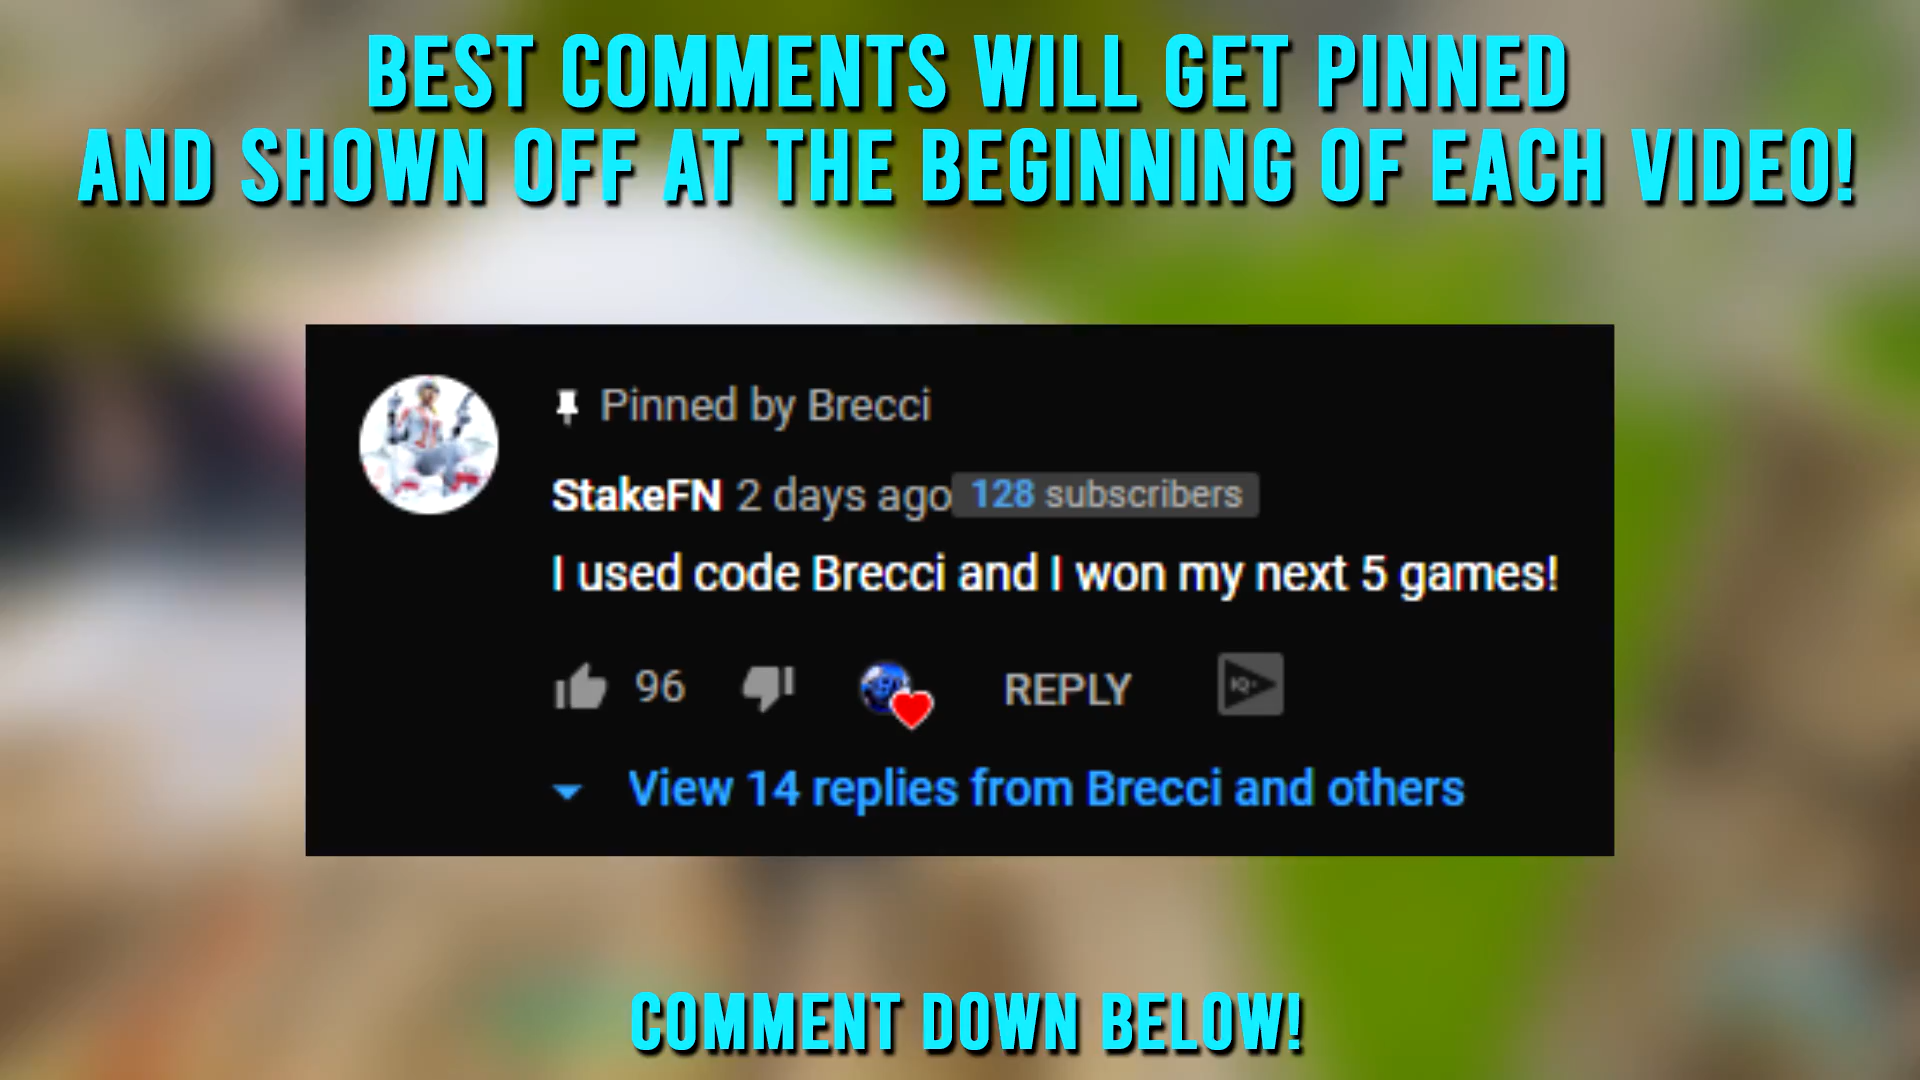 BEST COMMENTS WILL GET PINNED
AND SHOWN OFF AT THE BEGINNING OF EACH VIDEO!
Pinned by Brecci
StakeFN 2 days ago 128 subscribers
I used code Brecci and I won my next 5 games!
96 REPLY IQ
View 14 replies from Brecci and others
COMMENT DOWN BELOW!